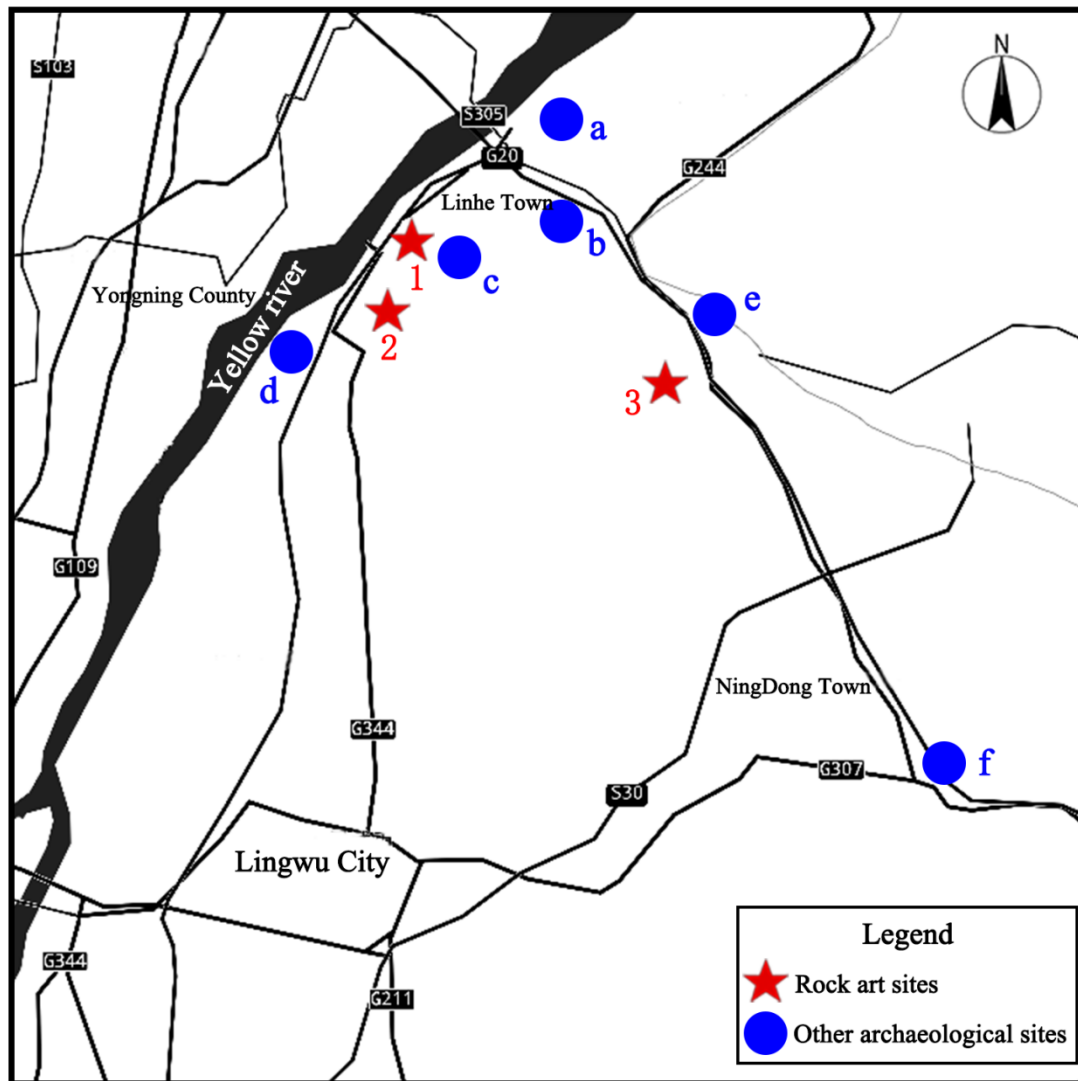 N
S103
S305
a
G20
G244
Linhe Town
b
1
c
Yongning County
Yellow river
e
2
d
3
G109
NingDong Town
G344
f
G307
S30
Lingwu City
G344
G211
Legend
Rock art sites
Other archaeological sites